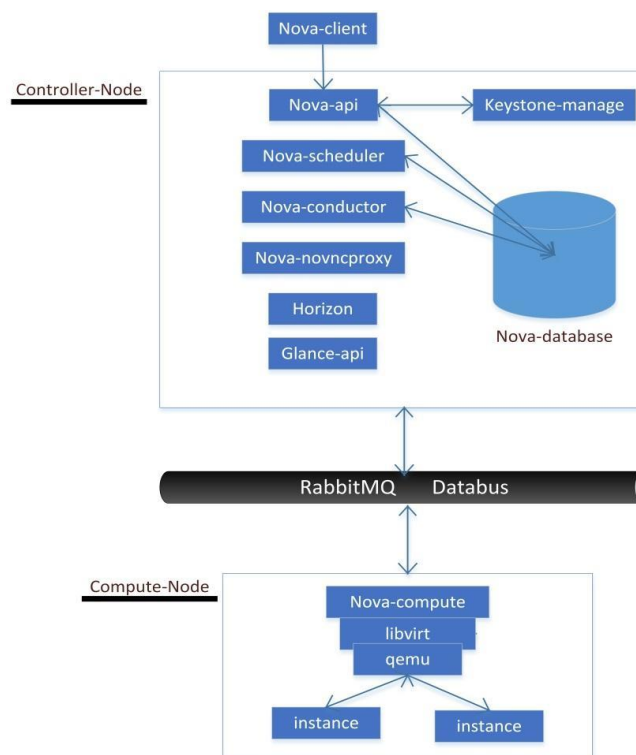 Nova-client
Controller-Node
Nova-api
Keystone-manage
Nova-scheduler
Nova-conductor
Nova-novncproxy
Horizon
Nova-database
Glance-api
RabbitMQ Databus
Compute-Node
Nova-compute
libvirt
qemu
instance
instance